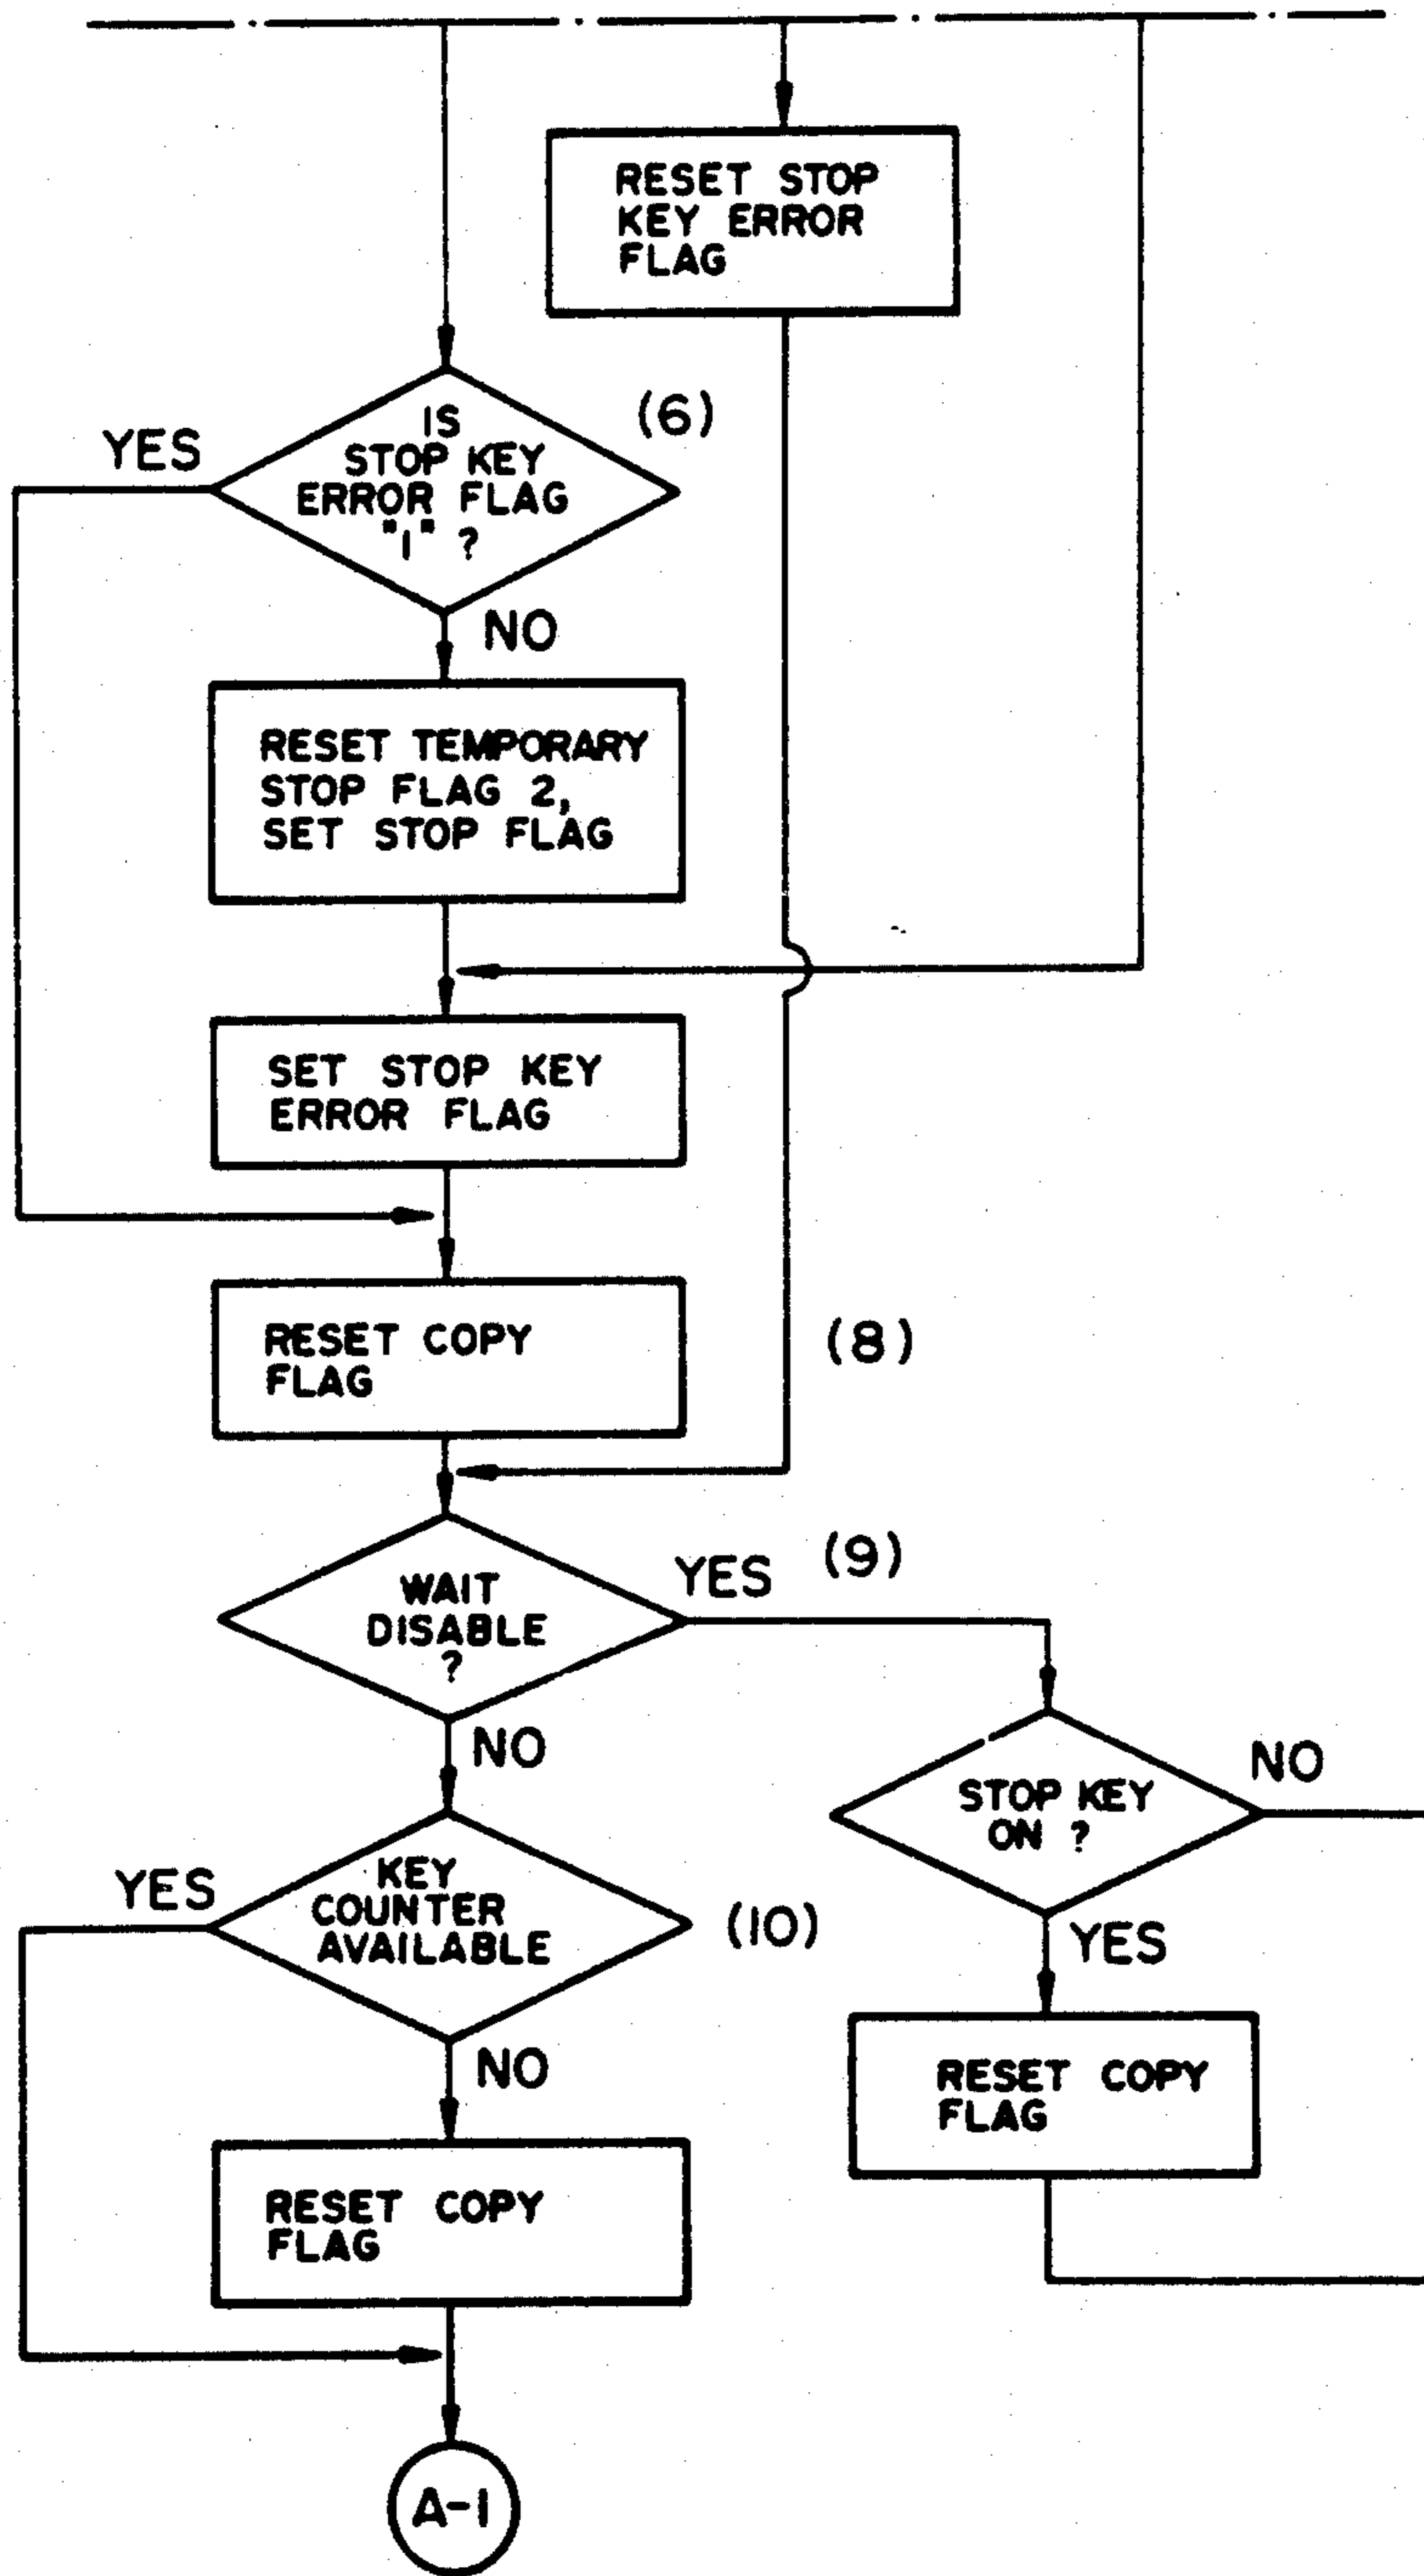 RESET STOP
KEY ERROR
FLAG
(6)
YES
IS
STOP KEY
ERROR FLAG
"1" ?
NO
RESET TEMPORARY
STOP FLAG 2,
SET STOP FLAG
SET STOP KEY
ERROR FLAG
RESET COPY
FLAG
(8)
(9)
YES
WAIT
DISABLE
?
NO
NO
STOP KEY
ON ?
YES
KEY
COUNTER
AVAILABLE
(10)
YES
NO
RESET COPY
FLAG
RESET COPY
FLAG
A-1